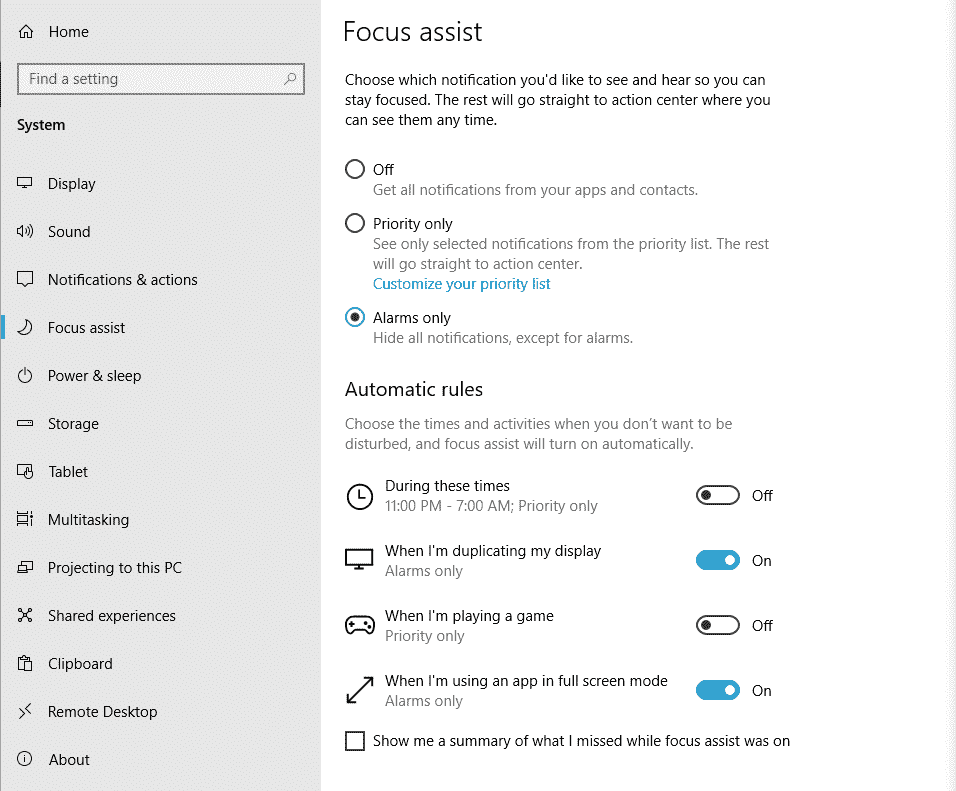 Home
Find a setting
System
Display
Sound
Notifications & actions
Focus assist
Power & sleep
Storage
Tablet
Multitasking
Projecting to this PC
Shared experiences
Clipboard
Remote Desktop
About
Focus assist
Choose which notification you'd like to see and hear so you can
stay focused. The rest will go straight to action center where you
can see them any time.
Off
Get all notifications from your apps and contacts.
Priority only
See only selected notifications from the priority list. The rest
will go straight to action center.
Customize your priority list
Alarms only
Hide all notifications, except for alarms.
Automatic rules
Choose the times and activities when you don't want to be
disturbed, and focus assist will turn on automatically.
During these times
11:00 PM - 7:00 AM; Priority only
Off
When I'm duplicating my display
Alarms only
On
When I'm playing a game
Priority only
Off
When I'm using an app in full screen mode
Alarms only
On
Show me a summary of what I missed while focus assist was on